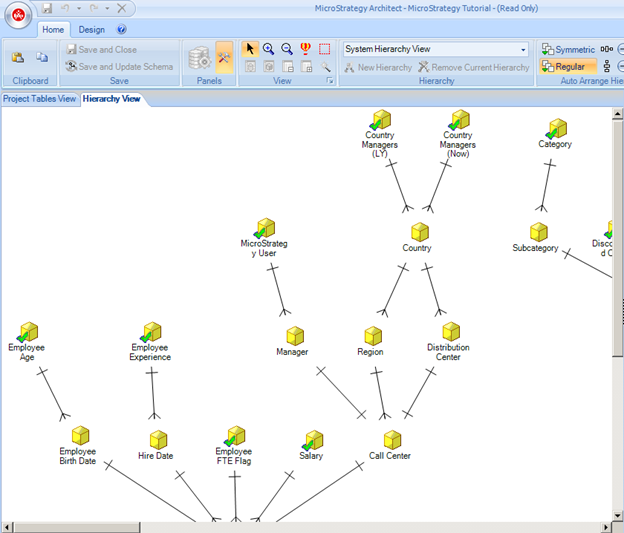 MicroStrategy Architect - MicroStrategy Tutorial - (Read Only)
Home Design
Save and Close
Save and Update Schema
System Hierarchy View
New Hierarchy Remove Current Hierarchy
Symmetric
Regular
Clipboard Save Panels View Hierarchy Auto Arrange Hie
Project Tables View Hierarchy View
Country
Managers
(LY)
Country
Managers
(Now)
Category
MicroStrateg
y User
Country
Subcategory
Disco
d C
Employee
Age
Employee
Experience
Manager
Region
Distribution
Center
Employee
Birth Date
Hire Date
Employee
FTE Flag
Salary
Call Center